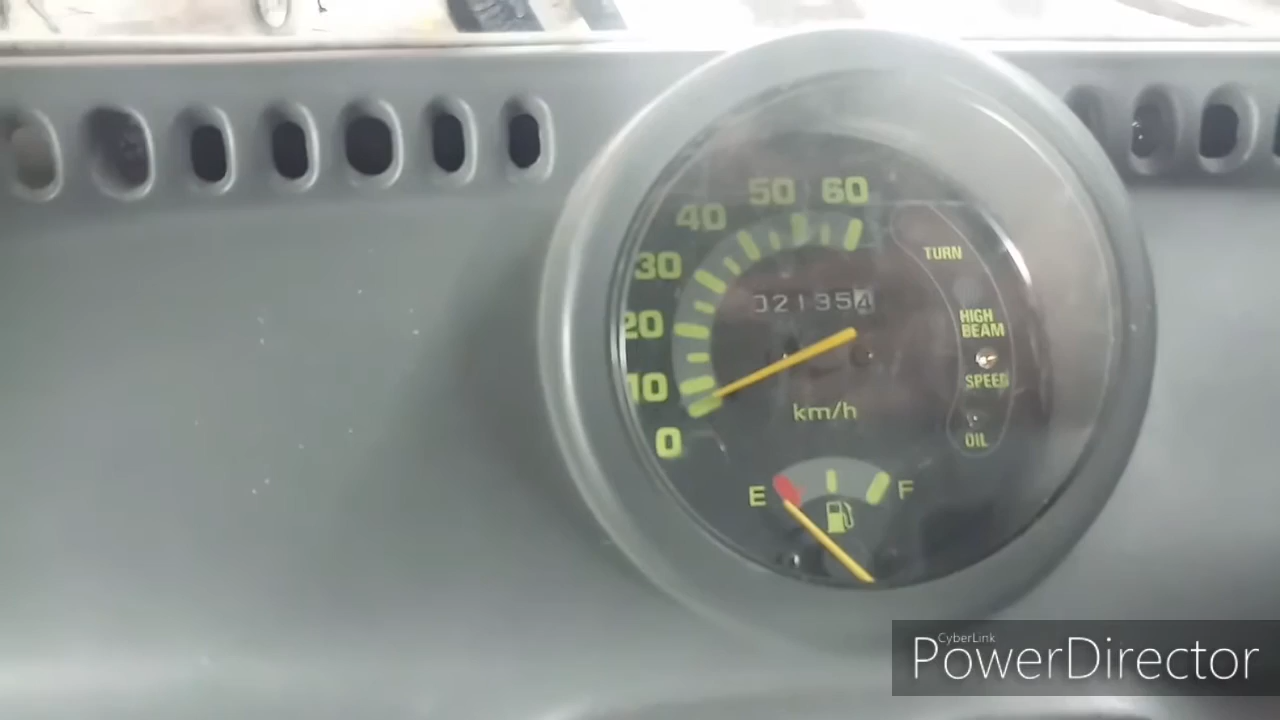 50 60
40
30
20
10
0
021354
km/h
TURN
HIGH
BEAM
SPEED
OIL
E F
CyberLink
PowerDirector